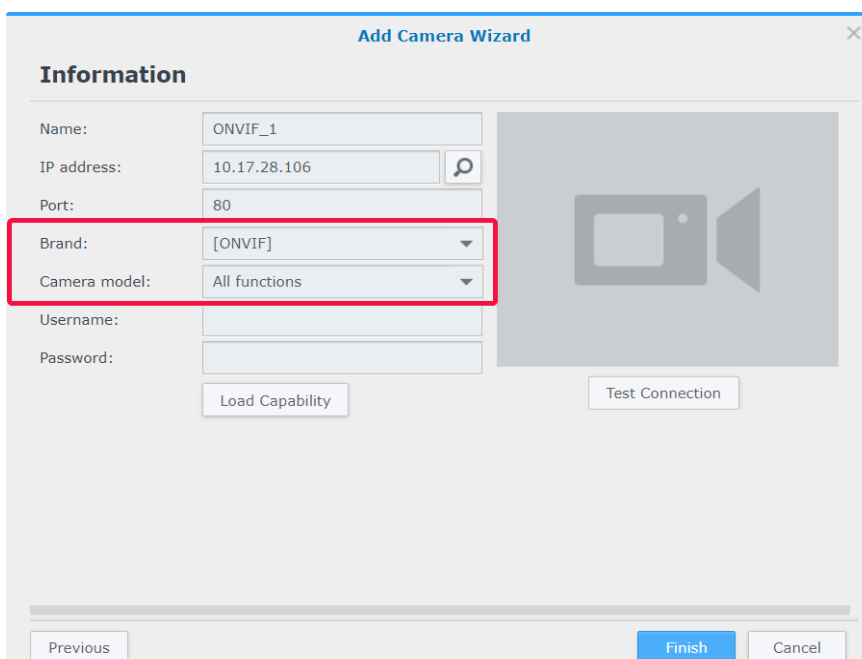 Add Camera Wizard
Information
Name: ONVIF_1
IP address: 10.17.28.106
Port: 80
Brand: [ONVIF]
Camera model: All functions
Username:
Password:
Load Capability
Test Connection
Previous
Finish
Cancel